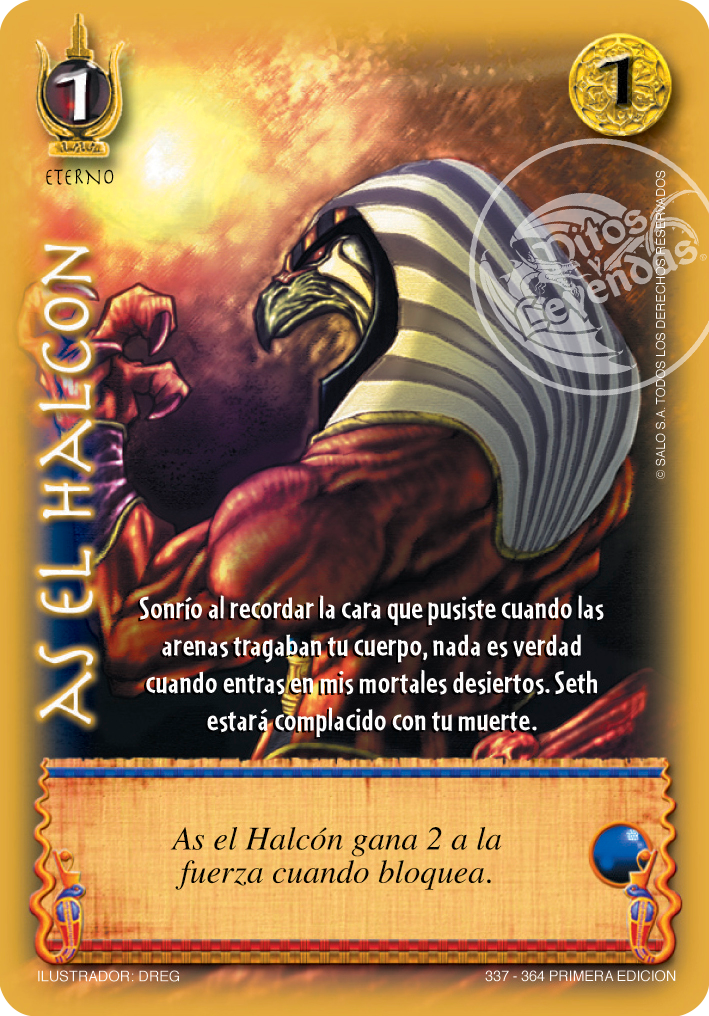 1
1
ETERNO
Mitos
y
Leyendas
© SALO S.A. TODOS LOS DERECHOS RESERVADOS
AS EL HALCON
Sonrío al recordar la cara que pusiste cuando las
arenas tragaban tu cuerpo, nada es verdad
cuando entras en mis mortales desiertos. Seth
estará complacido con tu muerte.
As el Halcón gana 2 a la
fuerza cuando bloquea.
ILUSTRADOR: DREG
337 - 364 PRIMERA EDICION